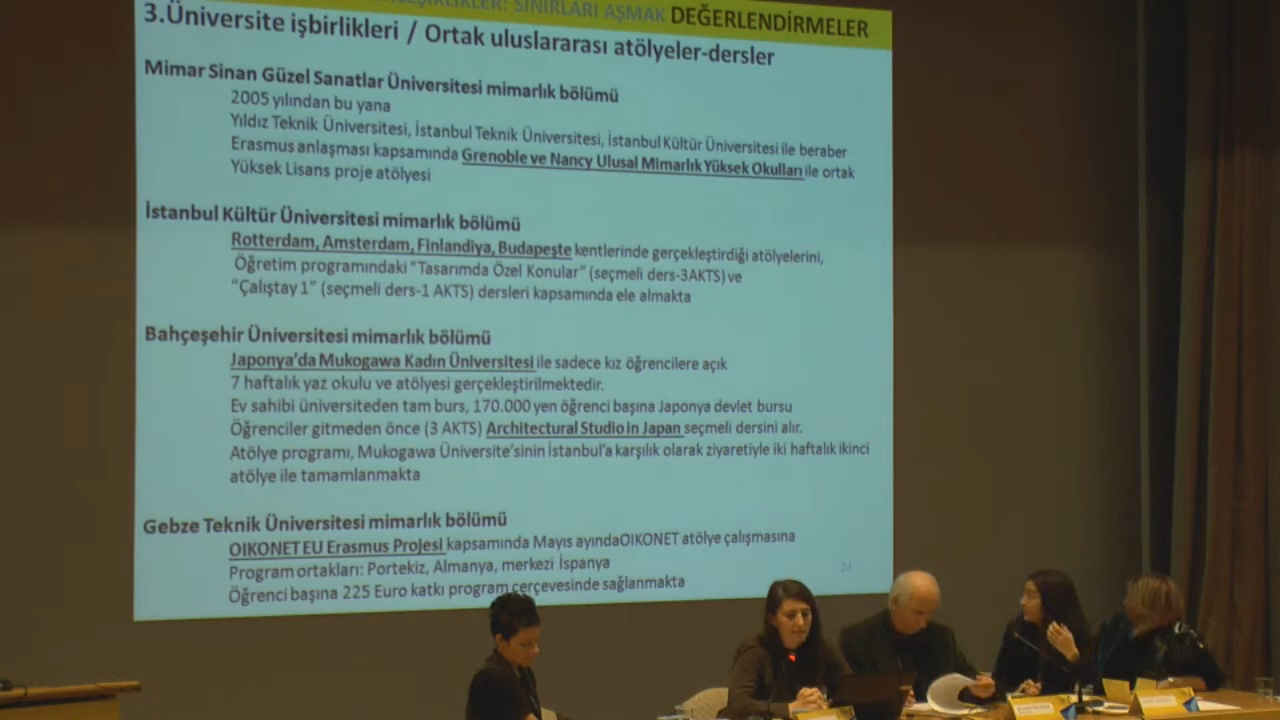 SINIRLARI AŞMAK DEĞERLENDİRMELER
3.Üniversite işbirlikleri / Ortak uluslararası atölyeler-dersler
Mimar Sinan Güzel Sanatlar Üniversitesi mimarlık bölümü
2005 yılından bu yana
Yıldız Teknik Üniversitesi, İstanbul Teknik Üniversitesi, İstanbul Kültür Üniversitesi ile beraber
Erasmus anlaşması kapsamında Grenoble ve Nancy Ulusal Mimarlık Yüksek Okulları ile ortak
Yüksek Lisans proje atölyesi
İstanbul Kültür Üniversitesi mimarlık bölümü
Rotterdam, Amsterdam, Finlandiya, Budapeşte kentlerinde gerçekleştirdiği atölyelerini,
Öğretim programındaki "Tasarımda Özel Konular" (seçmeli ders-3AKTS) ve
"Çalıştay 1" (seçmeli ders-1 AKTS) dersleri kapsamında ele almakta
Bahçeşehir Üniversitesi mimarlık bölümü
Japonya'da Mukogawa Kadın Üniversitesi ile sadece kız öğrencilere açık
7 haftalık yaz okulu ve atölyesi gerçekleştirilmektedir.
Ev sahibi üniversiteden tam burs, 170.000 yen öğrenci başına Japonya devlet bursu
Öğrenciler gitmeden önce (3 AKTS) Architectural Studio in Japan seçmeli dersini alır.
Atölye programı, Mukogawa Üniversite'sinin İstanbul'a karşılık olarak ziyaretiyle iki haftalık ikinci
atölye ile tamamlanmakta
Gebze Teknik Üniversitesi mimarlık bölümü
OIKONET EU Erasmus Projesi kapsamında Mayıs ayındaOIKONET atölye çalışmasına
Program ortakları: Portekiz, Almanya, merkezi İspanya
Öğrenci başına 225 Euro katkı program çerçevesinde sağlanmakta
24